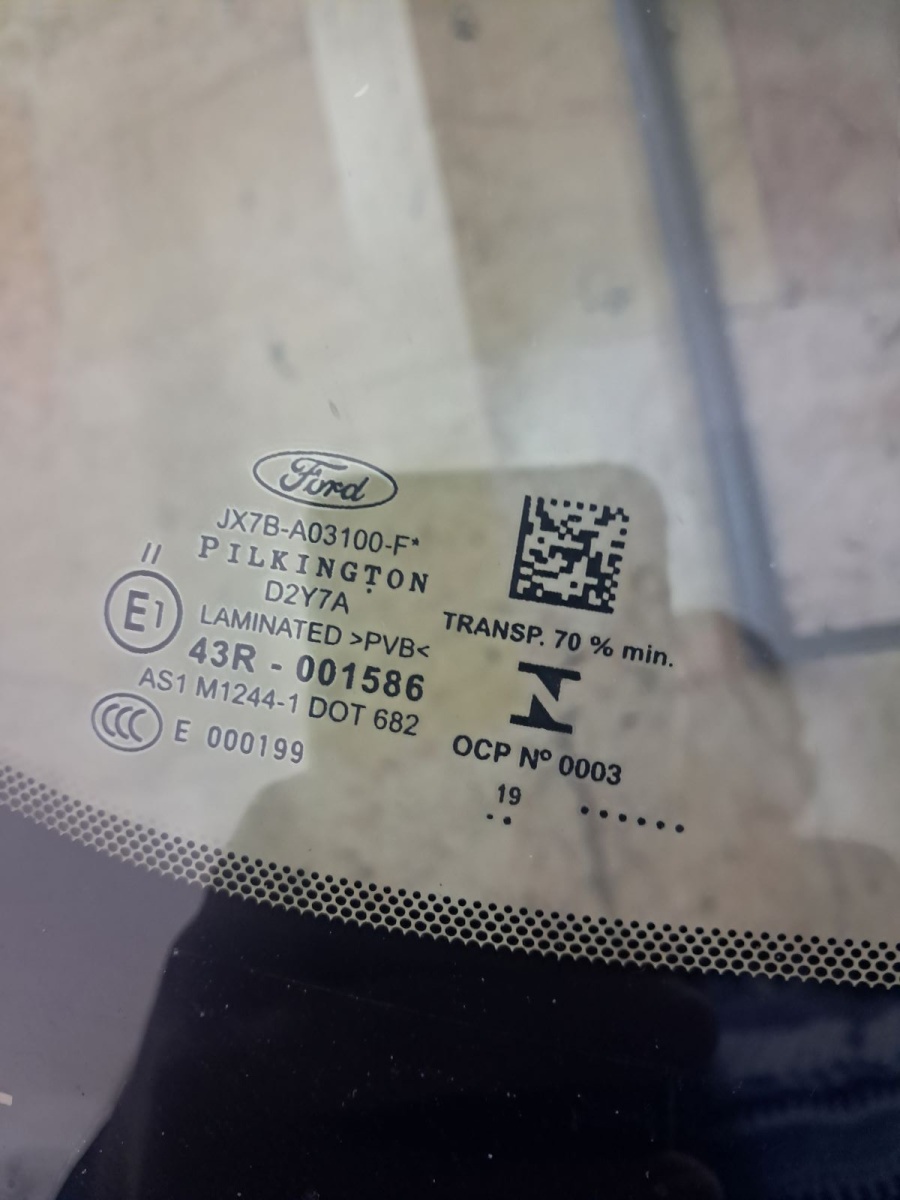 Ford
JX7B-A03100-F*
PILKINGTON
D2Y7A
//
E1
LAMINATED >PVB<
43R - 001586
AS1 M1244-1 DOT 682
CCC E 000199
TRANSP. 70 % min.
OCP Nº 0003
19
.. ......